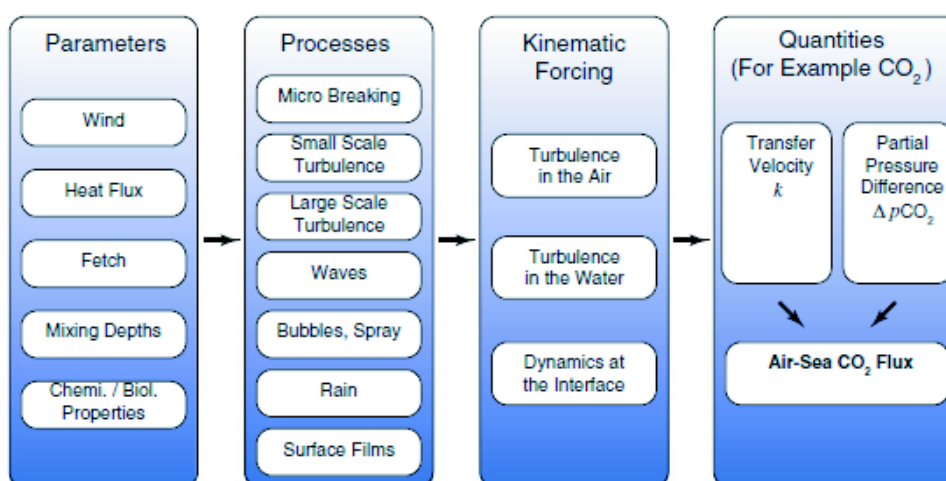 Parameters
Wind
Heat Flux
Fetch
Mixing Depths
Chemi. / Biol.
Properties
Processes
Micro Breaking
Small Scale
Turbulence
Large Scale
Turbulence
Waves
Bubbles, Spray
Rain
Surface Films
Kinematic
Forcing
Turbulence
in the Air
Turbulence
in the Water
Dynamics at
the Interface
Quantities
(For Example CO₂)
Transfer
Velocity
k
Partial
Pressure
Difference
Δ pCO₂
Air-Sea CO₂ Flux